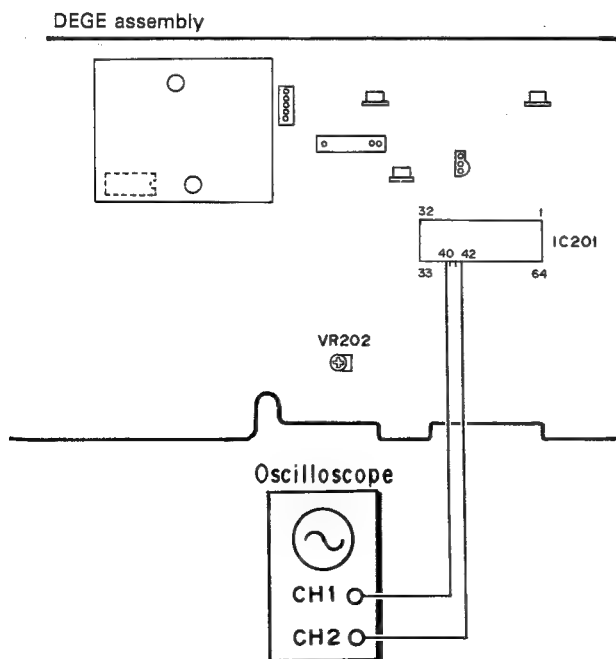 DEGE assembly
32 1
IC201
40 42
33 64
VR202
Oscilloscope
CH1
CH2